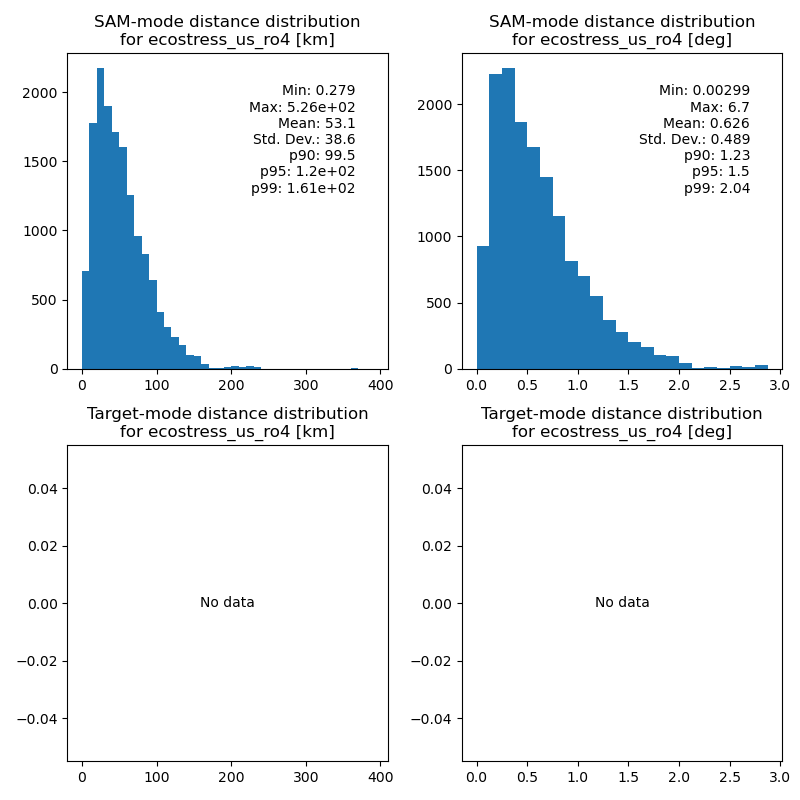 SAM-mode distance distribution
for ecostress_us_ro4 [km]
Min: 0.279
Max: 5.26e+02
Mean: 53.1
Std. Dev.: 38.6
p90: 99.5
p95: 1.2e+02
p99: 1.61e+02
2000
1500
1000
500
0
0 100 200 300 400
SAM-mode distance distribution
for ecostress_us_ro4 [deg]
Min: 0.00299
Max: 6.7
Mean: 0.626
Std. Dev.: 0.489
p90: 1.23
p95: 1.5
p99: 2.04
2000
1500
1000
500
0
0.0 0.5 1.0 1.5 2.0 2.5 3.0
Target-mode distance distribution
for ecostress_us_ro4 [km]
0.04
0.02
0.00
−0.02
−0.04
No data
0 100 200 300 400
Target-mode distance distribution
for ecostress_us_ro4 [deg]
0.04
0.02
0.00
−0.02
−0.04
No data
0.0 0.5 1.0 1.5 2.0 2.5 3.0